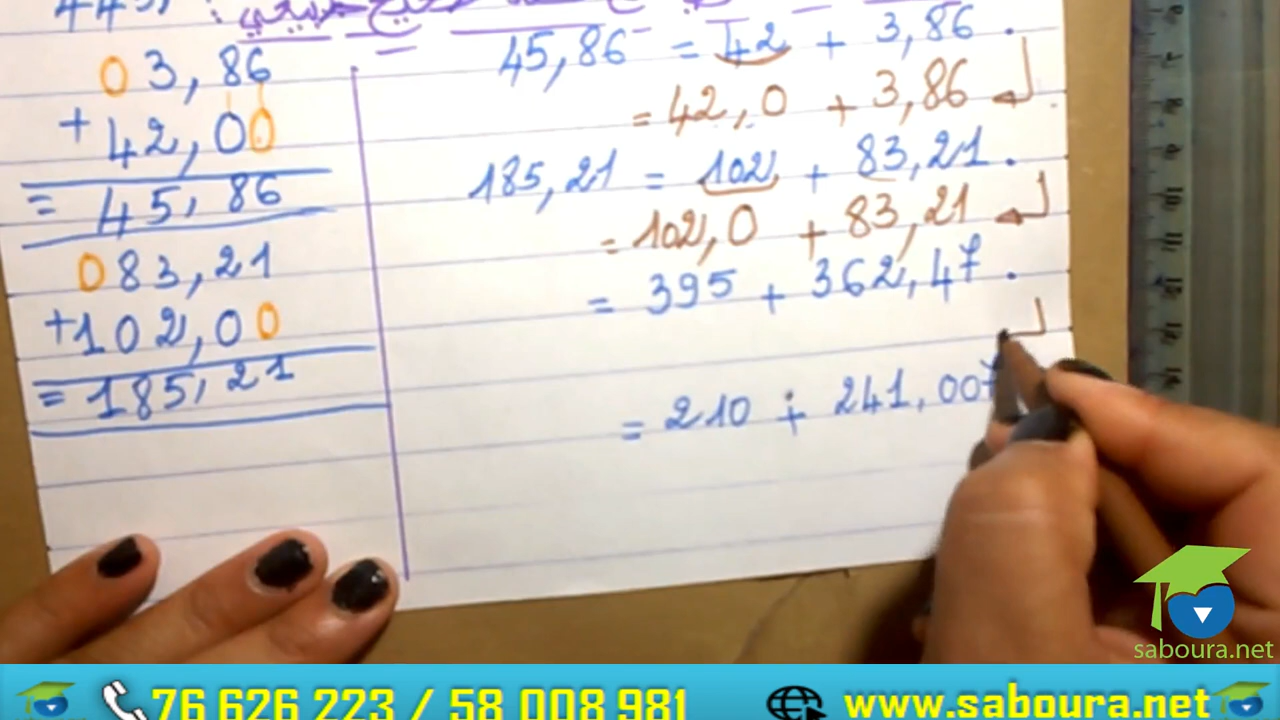 03,86
+42,00
= 45,86
083,21
+102,00
= 185,21
45,86 = 42 + 3,86 .
= 42,0 + 3,86
185,21 = 102 + 83,21 .
= 102,0 + 83,21
= 395 + 362,47 .
= 210 + 241,007
saboura.net
76 626 223 / 58 008 981
www.saboura.net